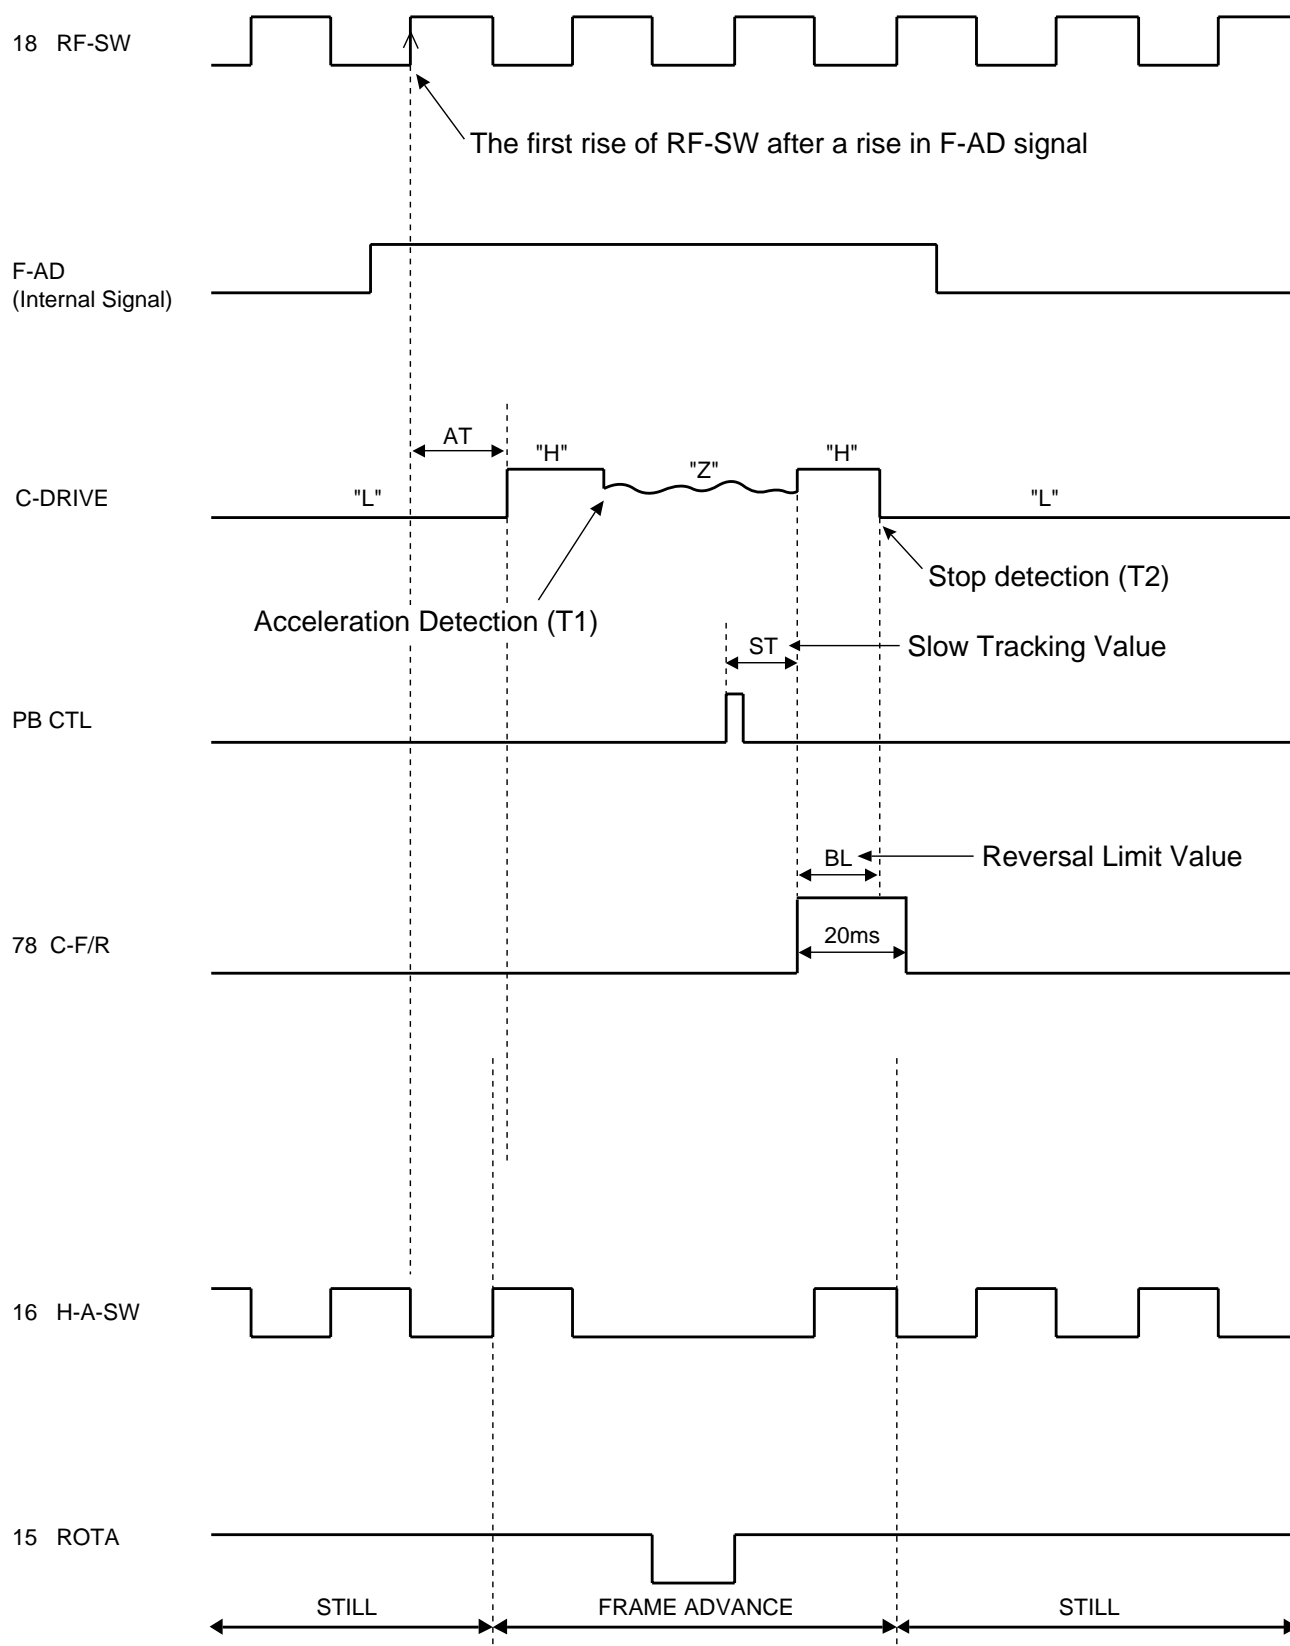 18 RF-SW
The first rise of RF-SW after a rise in F-AD signal
F-AD
(Internal Signal)
AT
"H"
"Z"
"H"
C-DRIVE
"L"
"L"
Stop detection (T2)
Acceleration Detection (T1)
ST
Slow Tracking Value
PB CTL
BL
Reversal Limit Value
78 C-F/R
20ms
16 H-A-SW
15 ROTA
STILL
FRAME ADVANCE
STILL